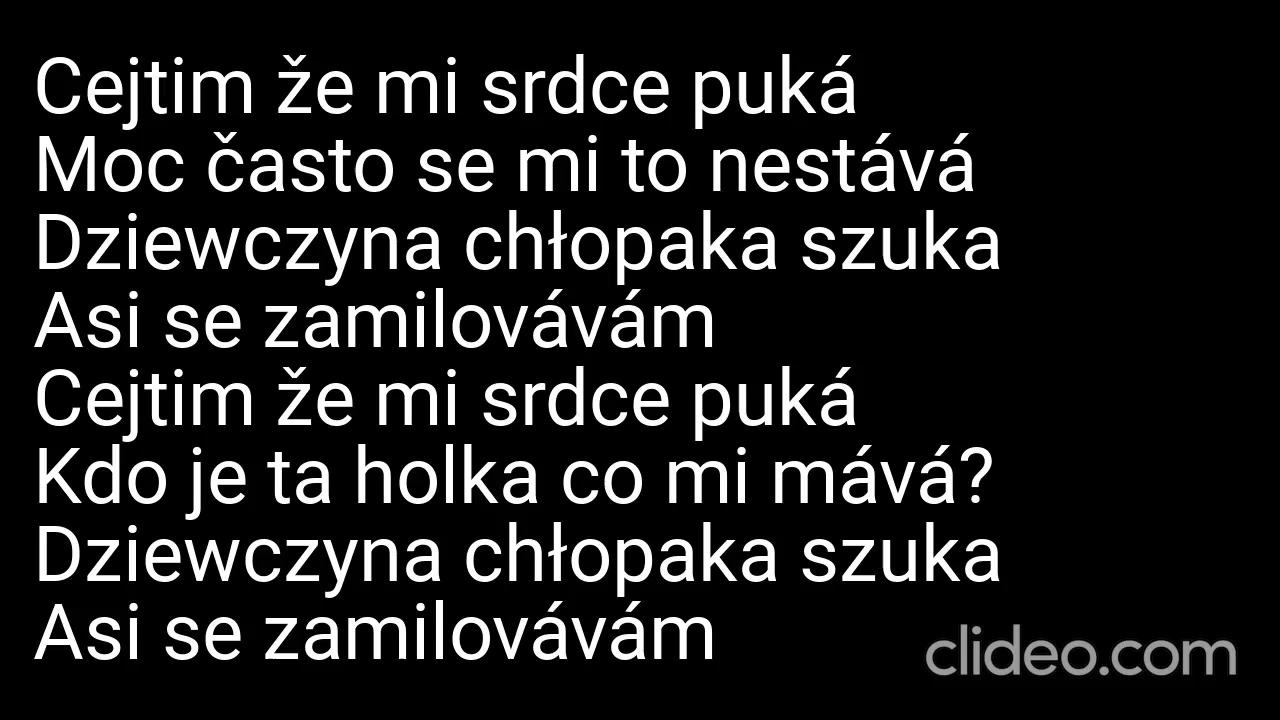 Cejtim že mi srdce puká
Moc často se mi to nestává
Dziewczyna chłopaka szuka
Asi se zamilovávám
Cejtim že mi srdce puká
Kdo je ta holka co mi mává?
Dziewczyna chłopaka szuka
Asi se zamilovávám
clideo.com